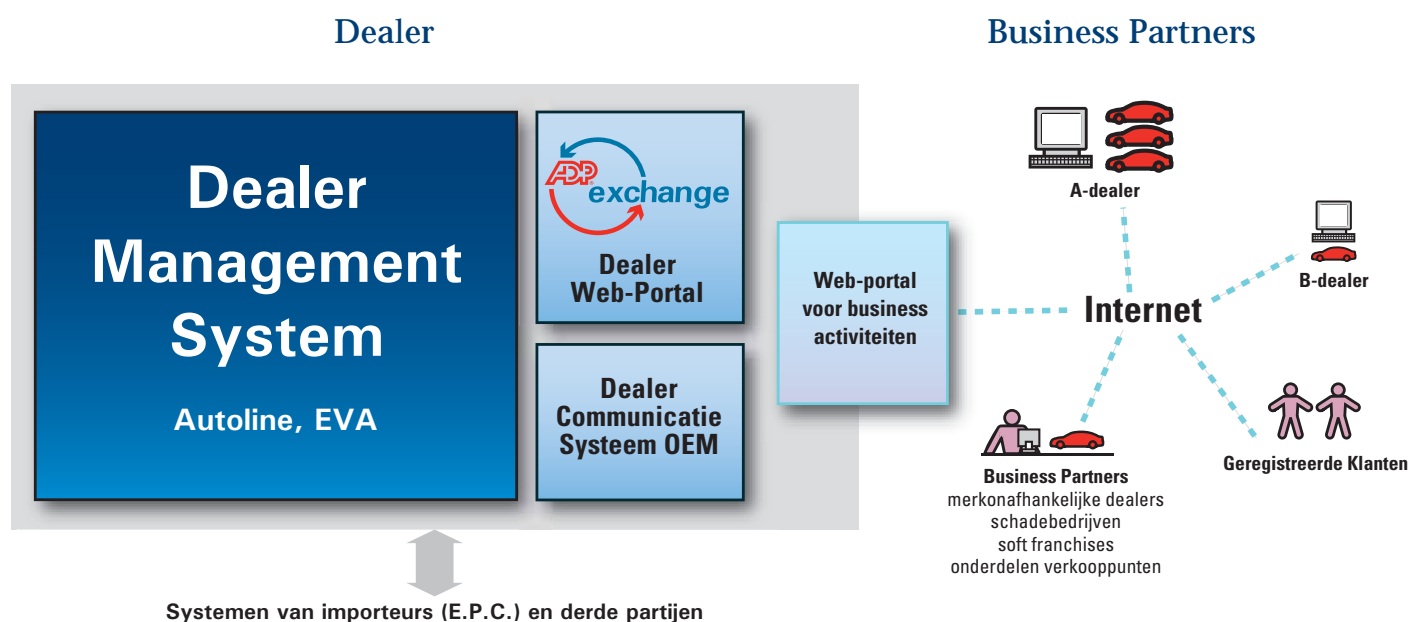 Dealer
Business Partners
Dealer
Management
System
Autoline, EVA
ADP
exchange
Dealer
Web-Portal
Dealer
Communicatie
Systeem OEM
Web-portal
voor business
activiteiten
A-dealer
B-dealer
Internet
Business Partners
merkonafhankelijke dealers
schadebedrijven
soft franchises
onderdelen verkooppunten
Geregistreerde Klanten
Systemen van importeurs (E.P.C.) en derde partijen